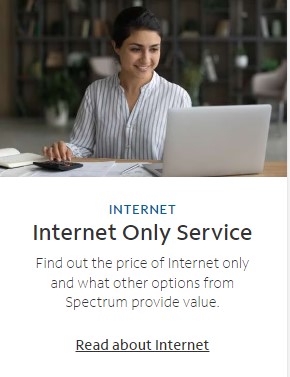 INTERNET
Internet Only Service
Find out the price of Internet only
and what other options from
Spectrum provide value.
Read about Internet